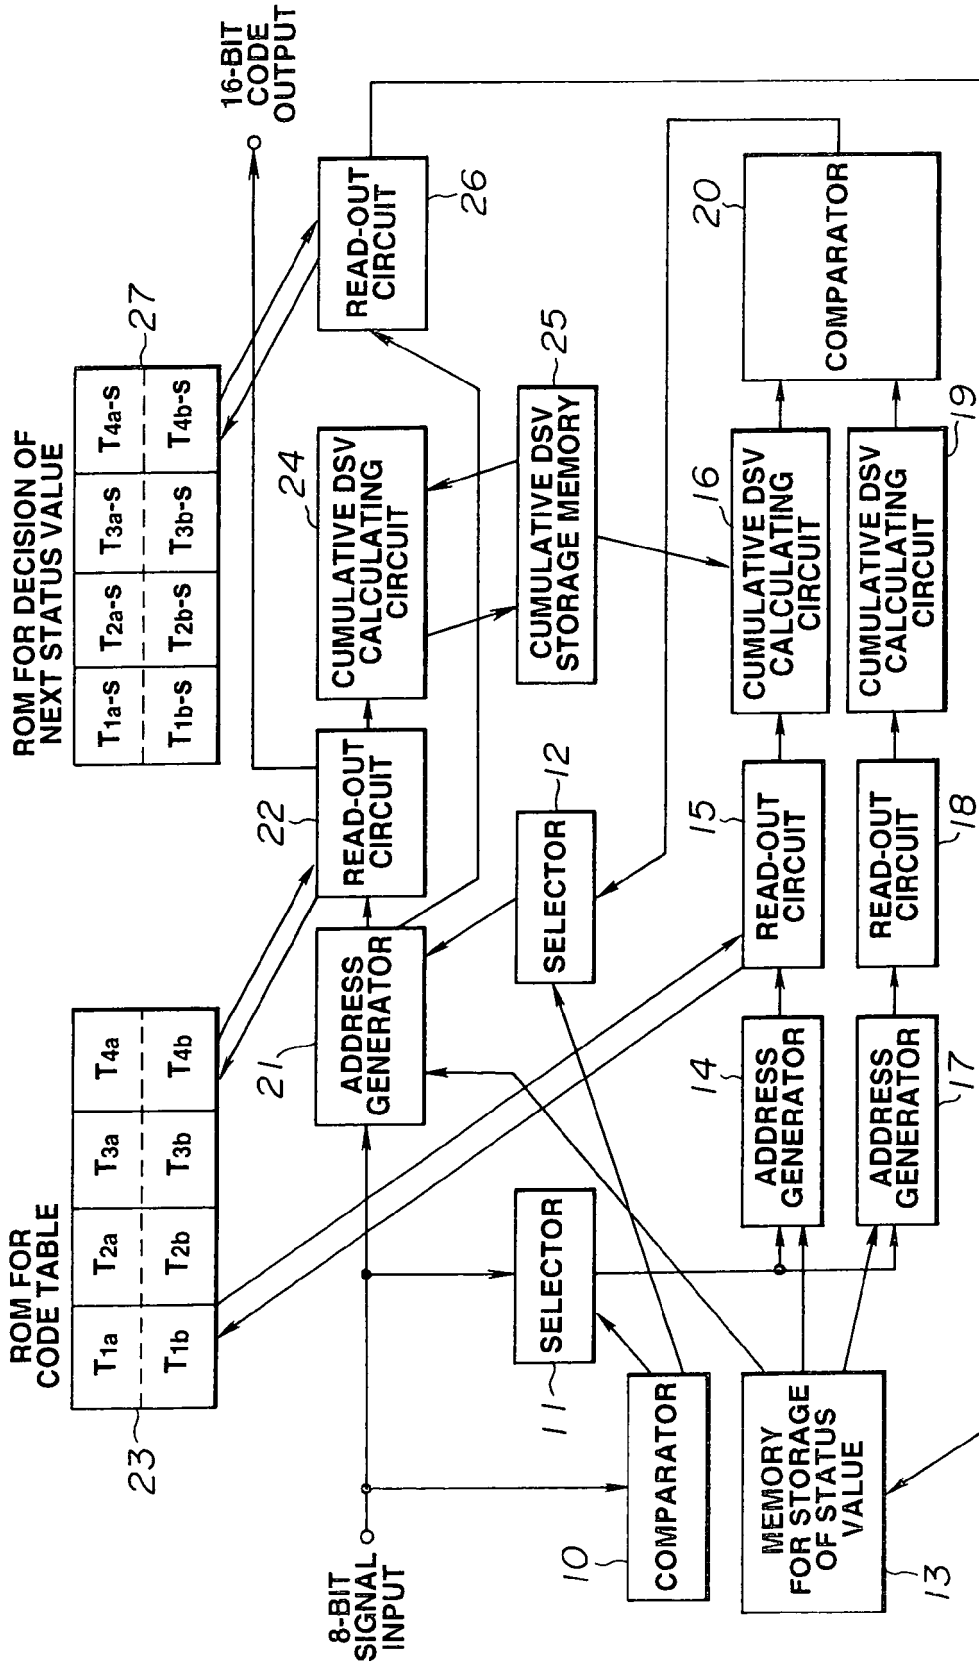 ROM FOR
CODE TABLE
T1a
T2a
T3a
T4a
T1b
T2b
T3b
T4b
23
ROM FOR DECISION OF
NEXT STATUS VALUE
T1a-S
T2a-S
T3a-S
T4a-S
T1b-S
T2b-S
T3b-S
T4b-S
27
16-BIT
CODE
OUTPUT
8-BIT
SIGNAL
INPUT
21
ADDRESS
GENERATOR
22
READ-OUT
CIRCUIT
24
CUMULATIVE DSV
CALCULATING
CIRCUIT
READ-OUT
CIRCUIT
26
11
SELECTOR
SELECTOR
12
CUMULATIVE DSV
STORAGE MEMORY
25
10
COMPARATOR
MEMORY
FOR STORAGE
OF STATUS
VALUE
13
14
ADDRESS
GENERATOR
15
READ-OUT
CIRCUIT
16
CUMULATIVE DSV
CALCULATING
CIRCUIT
20
COMPARATOR
ADDRESS
GENERATOR
17
READ-OUT
CIRCUIT
18
CUMULATIVE DSV
CALCULATING
CIRCUIT
19